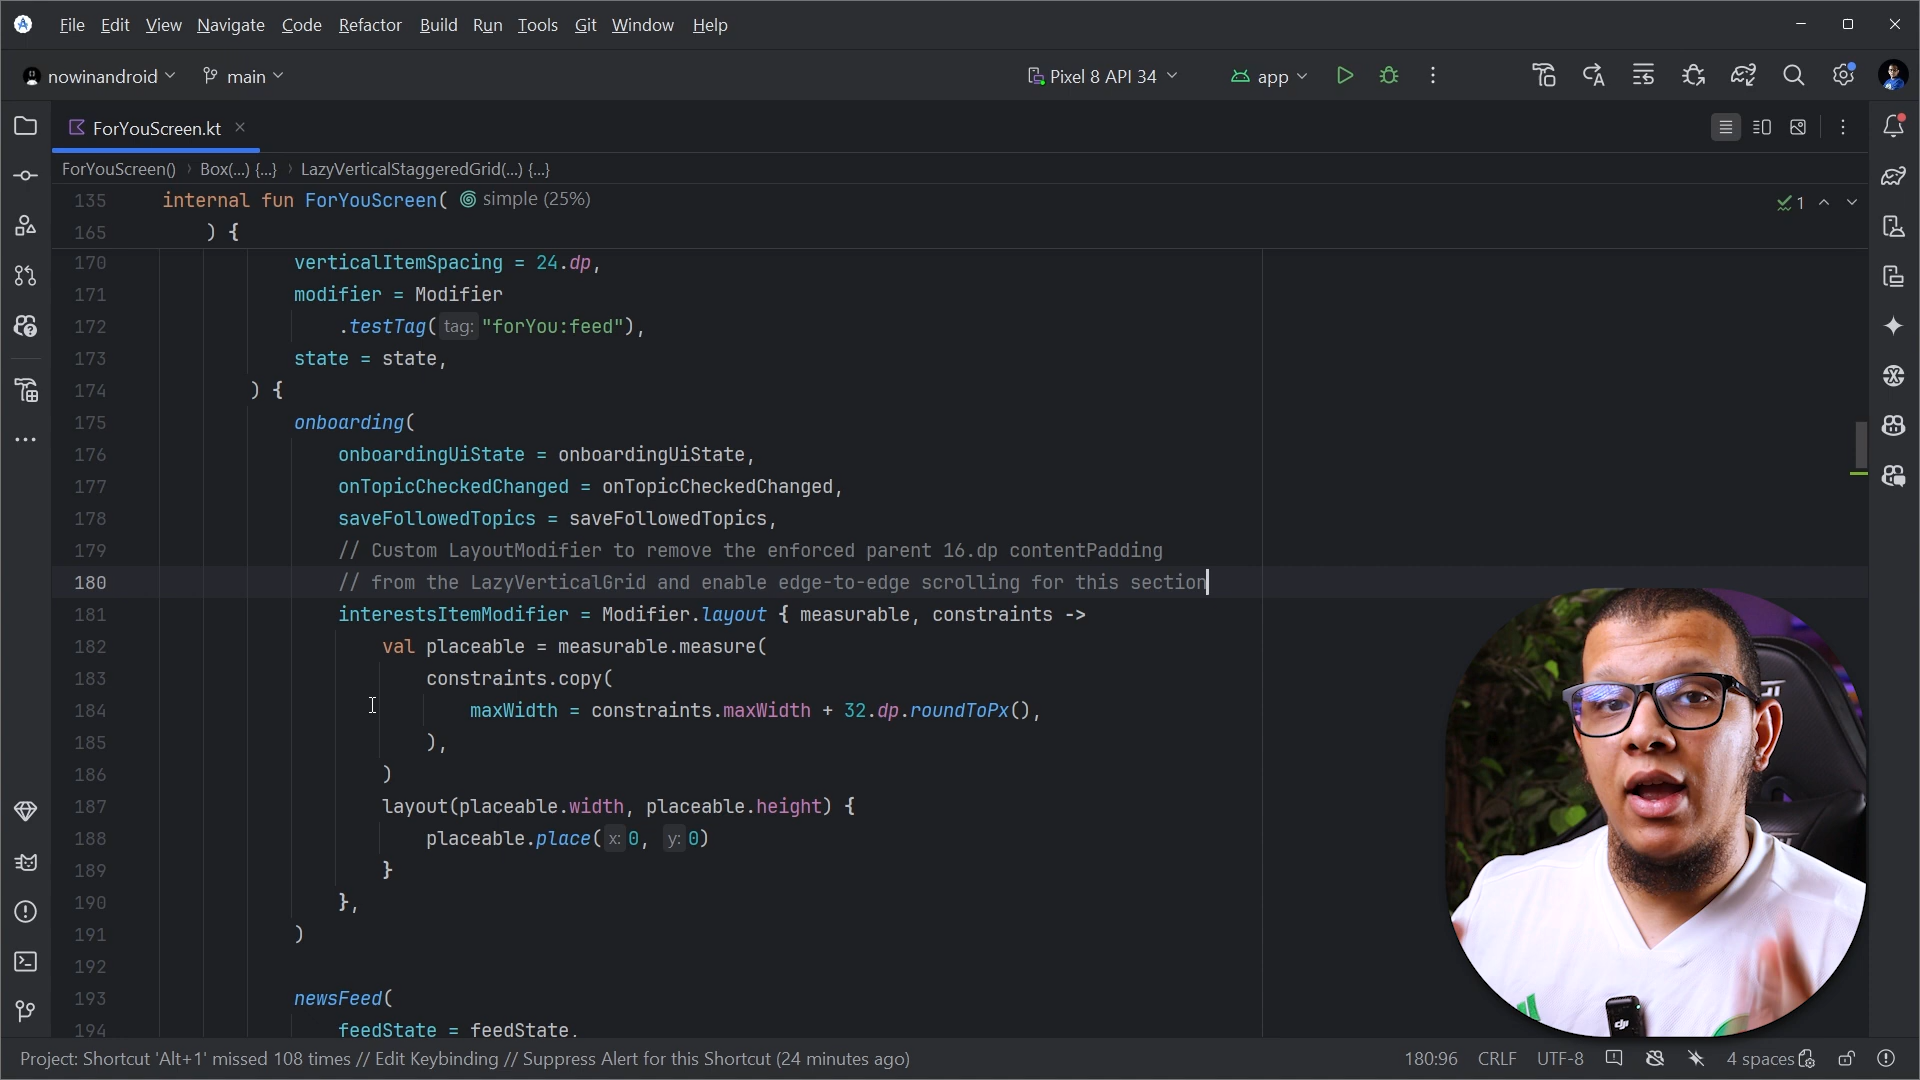 File Edit View Navigate Code Refactor Build Run Tools Git Window Help
nowinandroid main Pixel 8 API 34 app
ForYouScreen.kt
ForYouScreen() Box(...) {...} LazyVerticalStaggeredGrid(...) {...}
135 internal fun ForYouScreen( simple (25%) 1
165 ) {
170 verticalItemSpacing = 24.dp,
171 modifier = Modifier
172 .testTag( tag: "forYou:feed"),
173 state = state,
174 ) {
175 onboarding(
176 onboardingUiState = onboardingUiState,
177 onTopicCheckedChanged = onTopicCheckedChanged,
178 saveFollowedTopics = saveFollowedTopics,
179 // Custom LayoutModifier to remove the enforced parent 16.dp contentPadding
180 // from the LazyVerticalGrid and enable edge-to-edge scrolling for this section
181 interestsItemModifier = Modifier.layout { measurable, constraints ->
182 val placeable = measurable.measure(
183 constraints.copy(
184 maxWidth = constraints.maxWidth + 32.dp.roundToPx(),
185 ),
186 )
187 layout(placeable.width, placeable.height) {
188 placeable.place( x: 0, y: 0)
189 }
190 },
191 )
192
193 newsFeed(
194 feedState = feedState,
dji
Project: Shortcut 'Alt+1' missed 108 times // Edit Keybinding // Suppress Alert for this Shortcut (24 minutes ago) 180:96 CRLF UTF-8 4 spaces